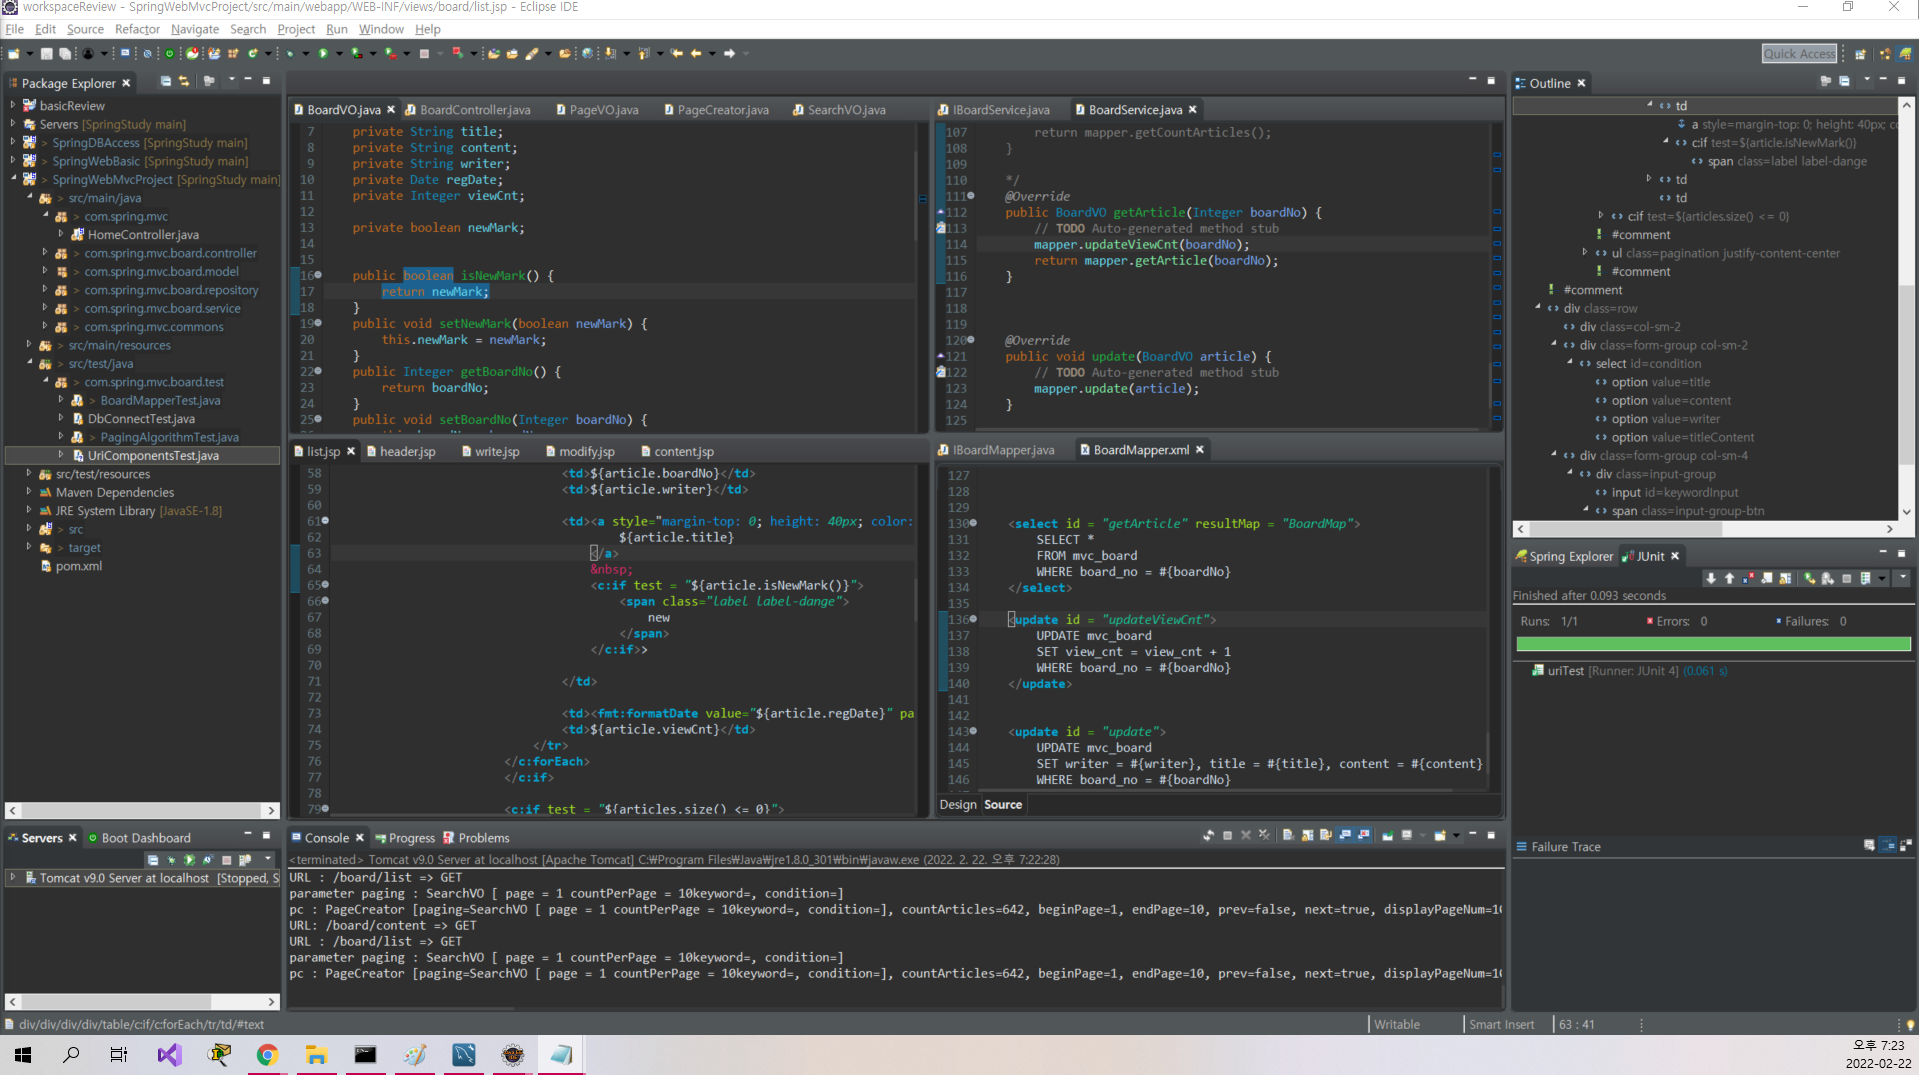 workspaceReview - SpringWebMvcProject/src/main/webapp/WEB-INF/views/board/list.jsp - Eclipse IDE
File Edit Source Refactor Navigate Search Project Run Window Help
Quick Access
Package Explorer
basicReview
Servers [SpringStudy main]
> SpringDBAccess [SpringStudy main]
> SpringWebBasic [SpringStudy main]
> SpringWebMvcProject [SpringStudy main]
> src/main/java
> com.spring.mvc
HomeController.java
> com.spring.mvc.board.controller
> com.spring.mvc.board.model
> com.spring.mvc.board.repository
> com.spring.mvc.board.service
> com.spring.mvc.commons
> src/main/resources
> src/test/java
> com.spring.mvc.board.test
> BoardMapperTest.java
DbConnectTest.java
> PagingAlgorithmTest.java
UriComponentsTest.java
src/test/resources
Maven Dependencies
JRE System Library [JavaSE-1.8]
> src
> target
pom.xml
BoardVO.java BoardController.java PageVO.java PageCreator.java SearchVO.java
7 private String title;
8 private String content;
9 private String writer;
10 private Date regDate;
11 private Integer viewCnt;
12
13 private boolean newMark;
14
15
16 public boolean isNewMark() {
17 return newMark;
18 }
19 public void setNewMark(boolean newMark) {
20 this.newMark = newMark;
21 }
22 public Integer getBoardNo() {
23 return boardNo;
24 }
25 public void setBoardNo(Integer boardNo) {
IBoardService.java BoardService.java
107 return mapper.getCountArticles();
108 }
109
110 */
111 @Override
112 public BoardVO getArticle(Integer boardNo) {
113 // TODO Auto-generated method stub
114 mapper.updateViewCnt(boardNo);
115 return mapper.getArticle(boardNo);
116 }
117
118
119
120 @Override
121 public void update(BoardVO article) {
122 // TODO Auto-generated method stub
123 mapper.update(article);
124 }
125
list.jsp header.jsp write.jsp modify.jsp content.jsp
58 <td>${article.boardNo}</td>
59 <td>${article.writer}</td>
60
61 <td><a style="margin-top: 0; height: 40px; color:
62 ${article.title}
63 </a>
64 &nbsp;
65 <c:if test = "${article.isNewMark()}">
66 <span class="label label-dange">
67 new
68 </span>
69 </c:if>>
70
71 </td>
72
73 <td><fmt:formatDate value="${article.regDate}" pa
74 <td>${article.viewCnt}</td>
75 </tr>
76 </c:forEach>
77 </c:if>
78
79 <c:if test = "${articles.size() <= 0}">
IBoardMapper.java BoardMapper.xml
127
128
129
130 <select id = "getArticle" resultMap = "BoardMap">
131 SELECT *
132 FROM mvc_board
133 WHERE board_no = #{boardNo}
134 </select>
135
136 <update id = "updateViewCnt">
137 UPDATE mvc_board
138 SET view_cnt = view_cnt + 1
139 WHERE board_no = #{boardNo}
140 </update>
141
142
143 <update id = "update">
144 UPDATE mvc_board
145 SET writer = #{writer}, title = #{title}, content = #{content}
146 WHERE board_no = #{boardNo}
Design Source
Outline
td
a style=margin-top: 0; height: 40px; cc
c:if test=${article.isNewMark()}
span class=label label-dange
td
td
c:if test=${articles.size() <= 0}
#comment
ul class=pagination justify-content-center
#comment
#comment
div class=row
div class=col-sm-2
div class=form-group col-sm-2
select id=condition
option value=title
option value=content
option value=writer
option value=titleContent
div class=form-group col-sm-4
div class=input-group
input id=keywordInput
span class=input-group-btn
Spring Explorer JUnit
Finished after 0.093 seconds
Runs: 1/1 Errors: 0 Failures: 0
uriTest [Runner: JUnit 4] (0.061 s)
Failure Trace
Servers Boot Dashboard
Tomcat v9.0 Server at localhost [Stopped, S
Console Progress Problems
<terminated> Tomcat v9.0 Server at localhost [Apache Tomcat] C:₩Program Files₩Java₩jre1.8.0_301₩bin₩javaw.exe (2022. 2. 22. 오후 7:22:28)
URL : /board/list => GET
parameter paging : SearchVO [ page = 1 countPerPage = 10keyword=, condition=]
pc : PageCreator [paging=SearchVO [ page = 1 countPerPage = 10keyword=, condition=], countArticles=642, beginPage=1, endPage=10, prev=false, next=true, displayPageNum=10
URL: /board/content => GET
URL : /board/list => GET
parameter paging : SearchVO [ page = 1 countPerPage = 10keyword=, condition=]
pc : PageCreator [paging=SearchVO [ page = 1 countPerPage = 10keyword=, condition=], countArticles=642, beginPage=1, endPage=10, prev=false, next=true, displayPageNum=10
div/div/div/div/table/c:if/c:forEach/tr/td/#text
Writable Smart Insert 63 : 41
오후 7:23
2022-02-22